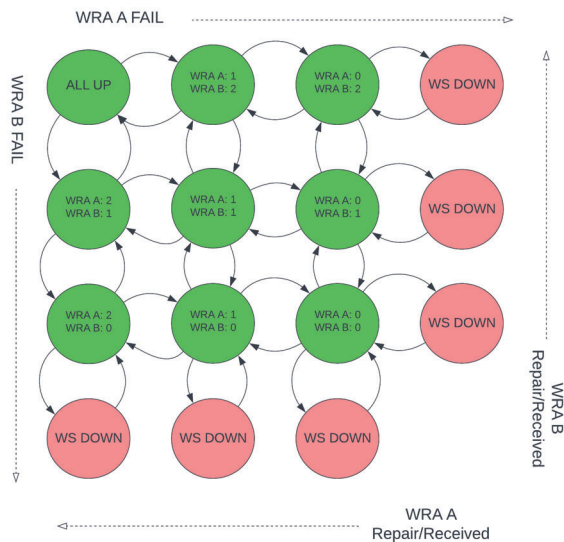 WRA A FAIL
WRA B FAIL
ALL UP
WRA A: 1
WRA B: 2
WRA A: 0
WRA B: 2
WS DOWN
WRA A: 2
WRA B: 1
WRA A: 1
WRA B: 1
WRA A: 0
WRA B: 1
WS DOWN
WRA A: 2
WRA B: 0
WRA A: 1
WRA B: 0
WRA A: 0
WRA B: 0
WS DOWN
WS DOWN
WS DOWN
WS DOWN
WRA B
Repair/Received
WRA A
Repair/Received